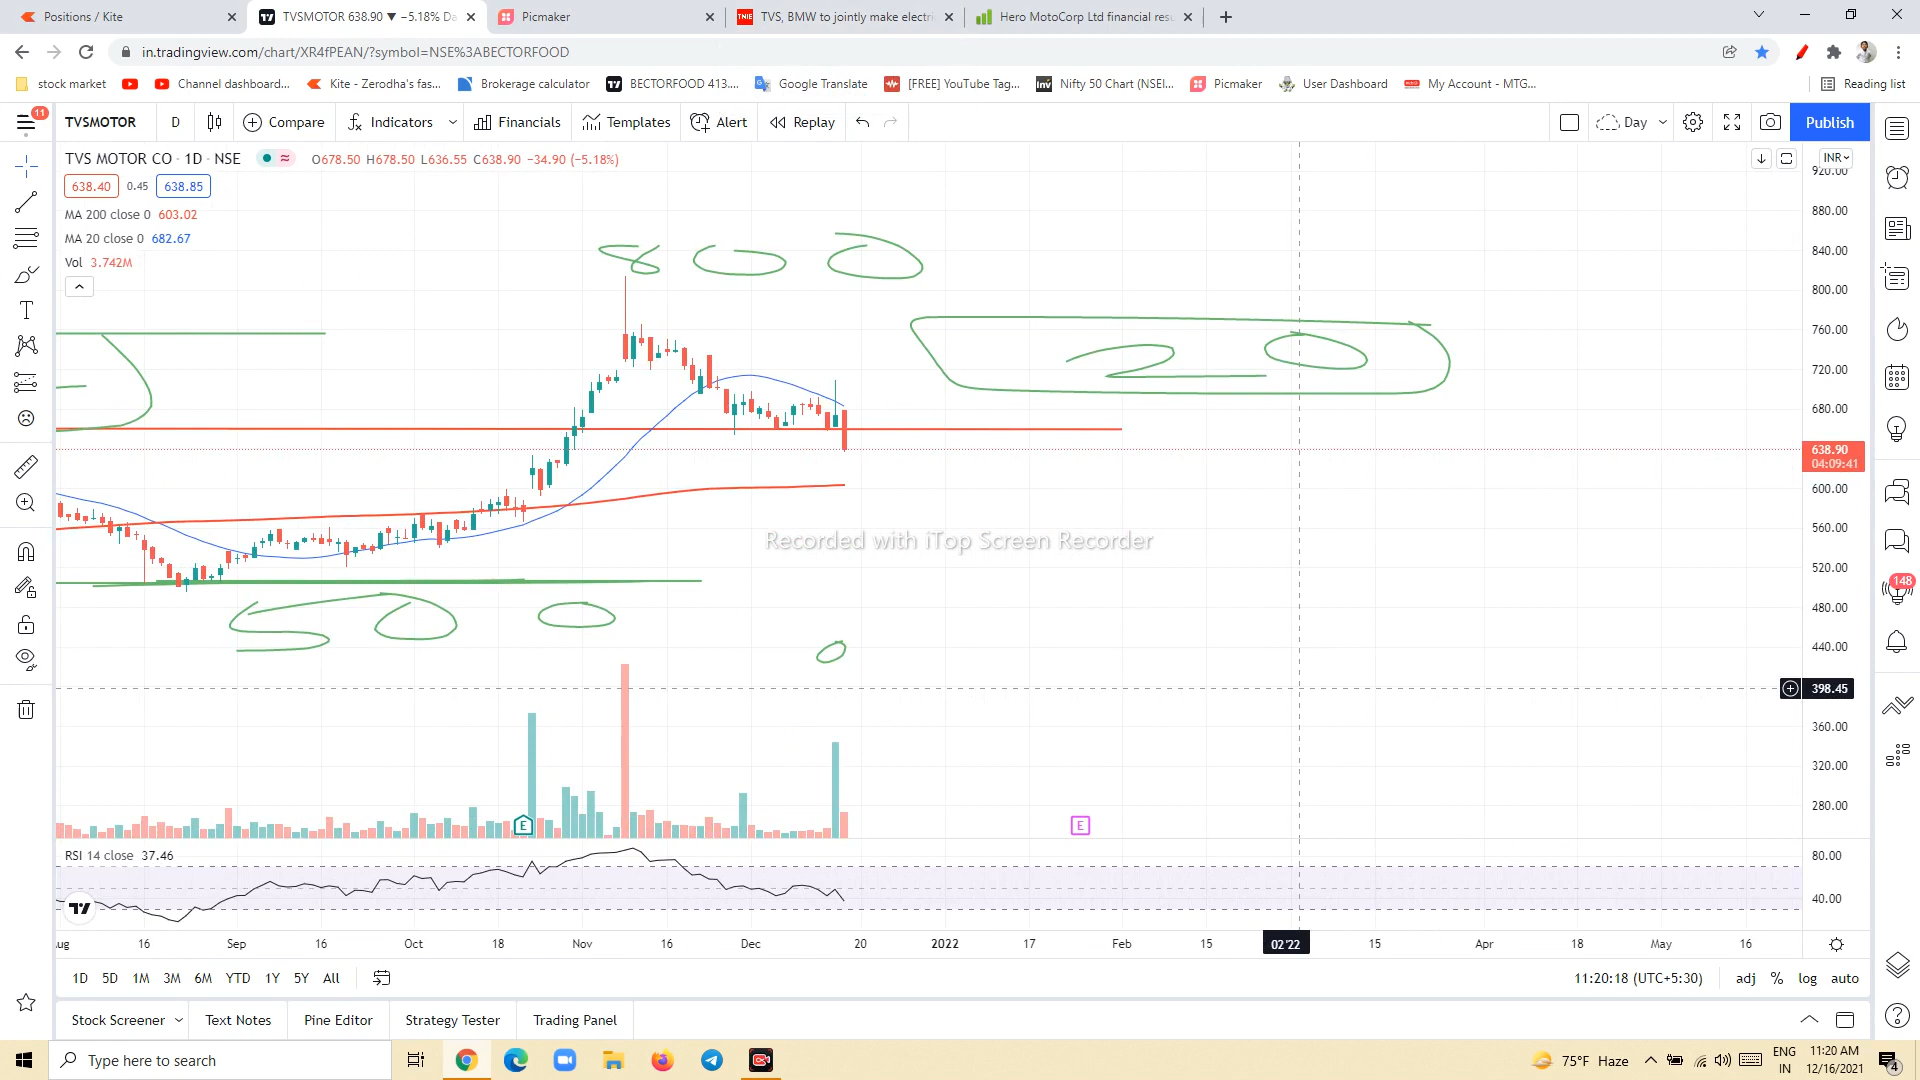 Positions / Kite
TVSMOTOR 638.90 ▼ −5.18% Da
Picmaker
TNIE TVS, BMW to jointly make electri
Hero MotoCorp Ltd financial res
in.tradingview.com/chart/XR4fPEAN/?symbol=NSE%3ABECTORFOOD
stock market
Channel dashboard...
Kite - Zerodha's fas...
Brokerage calculator
BECTORFOOD 413....
Google Translate
[FREE] YouTube Tag...
Inv Nifty 50 Chart (NSEI...
Picmaker
User Dashboard
My Account - MTG...
Reading list
11
TVSMOTOR
D
Compare
Indicators
Financials
Templates
Alert
Replay
Day
Publish
TVS MOTOR CO · 1D · NSE
O678.50 H678.50 L636.55 C638.90 −34.90 (−5.18%)
INR
638.40 0.45 638.85
MA 200 close 0 603.02
MA 20 close 0 682.67
Vol 3.742M
800
20
500
0
920.00
880.00
840.00
800.00
760.00
720.00
680.00
638.90
04:09:41
600.00
560.00
520.00
480.00
440.00
398.45
360.00
320.00
280.00
148
Recorded with iTop Screen Recorder
E
E
RSI 14 close 37.46
80.00
40.00
ug 16 Sep 16 Oct 18 Nov 16 Dec 20 2022 17 Feb 15 02 '22 15 Apr 18 May 16
1D 5D 1M 3M 6M YTD 1Y 5Y All
11:20:18 (UTC+5:30)
adj % log auto
Stock Screener
Text Notes
Pine Editor
Strategy Tester
Trading Panel
Type here to search
75°F Haze
ENG
IN
11:20 AM
12/16/2021
4